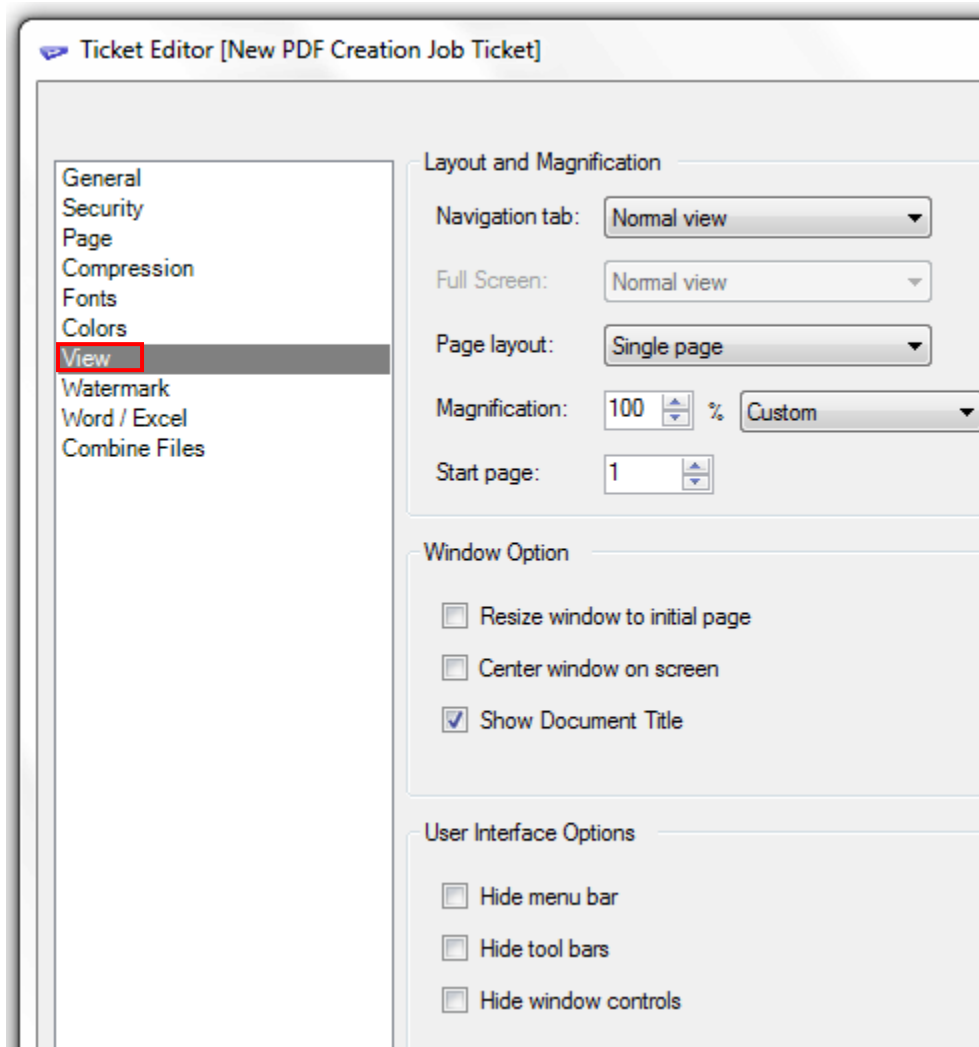 Ticket Editor [New PDF Creation Job Ticket]
General
Security
Page
Compression
Fonts
Colors
View
Watermark
Word / Excel
Combine Files
Layout and Magnification
Navigation tab: Normal view
Full Screen: Normal view
Page layout: Single page
Magnification: 100 % Custom
Start page: 1
Window Option
Resize window to initial page
Center window on screen
Show Document Title
User Interface Options
Hide menu bar
Hide tool bars
Hide window controls